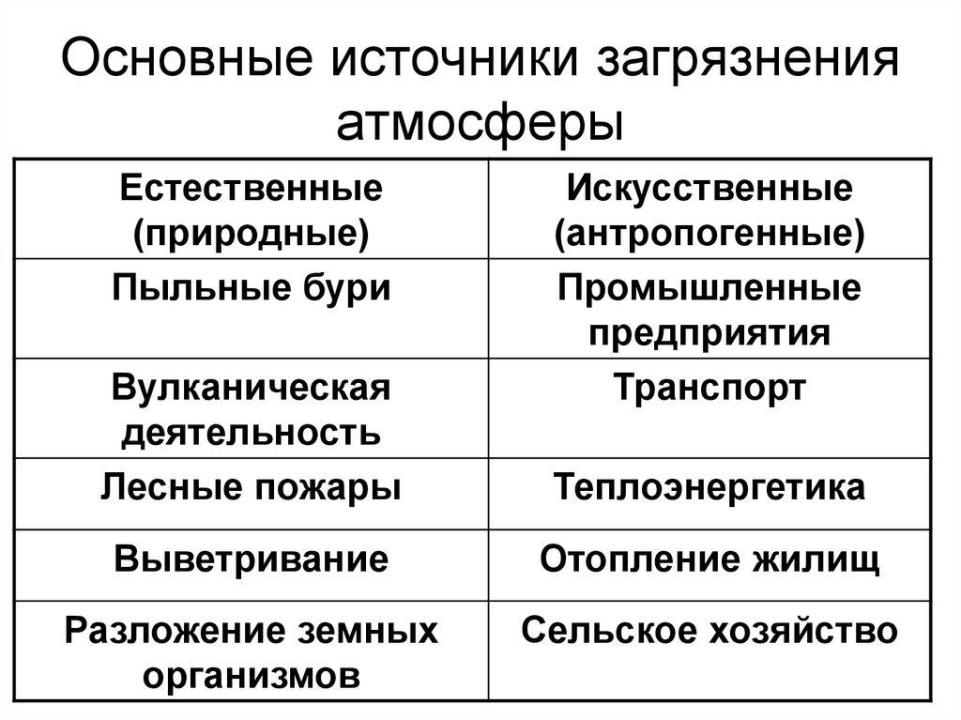 Основные источники загрязнения
атмосферы
Естественные
(природные)
Искусственные
(антропогенные)
Пыльные бури
Промышленные
предприятия
Вулканическая
деятельность
Транспорт
Лесные пожары
Теплоэнергетика
Выветривание
Отопление жилищ
Разложение земных
организмов
Сельское хозяйство